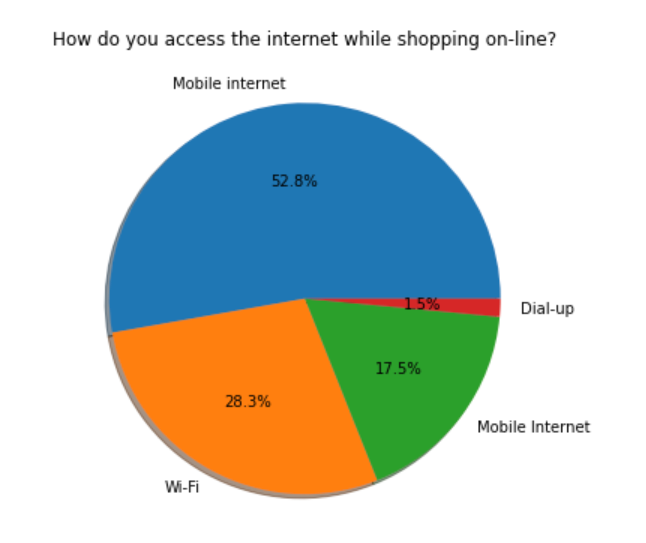 How do you access the internet while shopping on-line?
Mobile internet
52.8%
1.5%
Dial-up
17.5%
28.3%
Mobile Internet
Wi-Fi